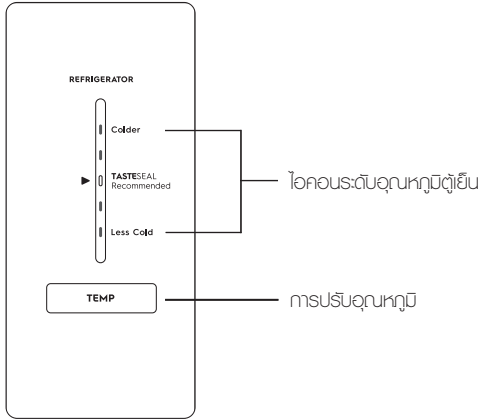 REFRIGERATOR
Colder
TASTESEAL
Recommended
Less Cold
TEMP
ไอคอนระดับอุณหภูมิตู้เย็น
การปรับอุณหภูมิ